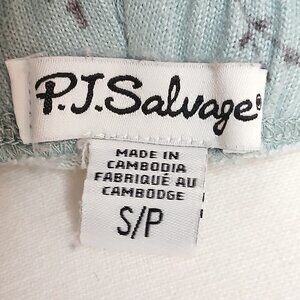 P.J.Salvage®
MADE IN
CAMBODIA
FABRIQUÉ AU
CAMBODGE
S/P